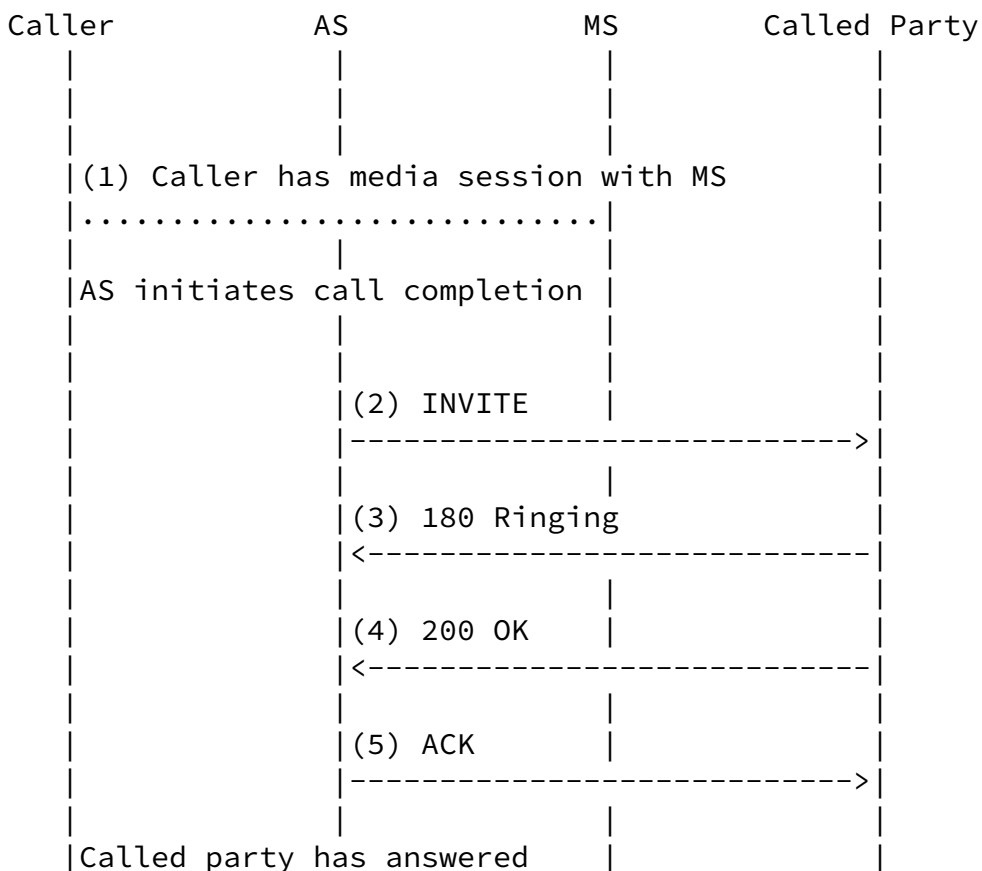 Caller AS MS Called Party
(1) Caller has media session with MS
AS initiates call completion
(2) INVITE
(3) 180 Ringing
(4) 200 OK
(5) ACK
Called party has answered